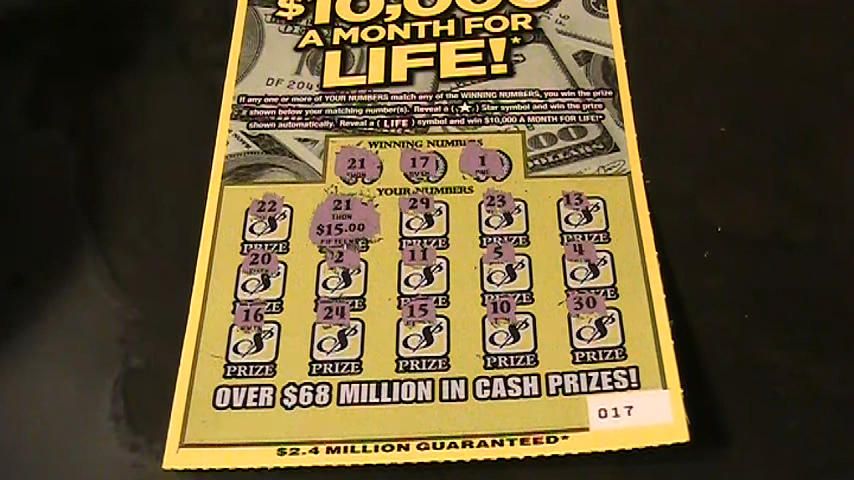 $10,000
A MONTH FOR
LIFE!*
DF 204
If any one or more of YOUR NUMBERS match any of the WINNING NUMBERS, you win the prize
shown below your matching number(s). Reveal a ( ) Star symbol and win the prize
shown automatically. Reveal a ( LIFE ) symbol and win $10,000 A MONTH FOR LIFE!*
WINNING NUMBERS
21 17 1
ONE
YOUR NUMBERS
22 21 29 23 13
THON
$15.00
PRIZE PRIZE PRIZE PRIZE
20 2 11 5 4
16 24 15 10 30
PRIZE PRIZE PRIZE PRIZE PRIZE
OVER $68 MILLION IN CASH PRIZES!
017
$2.4 MILLION GUARANTEED*